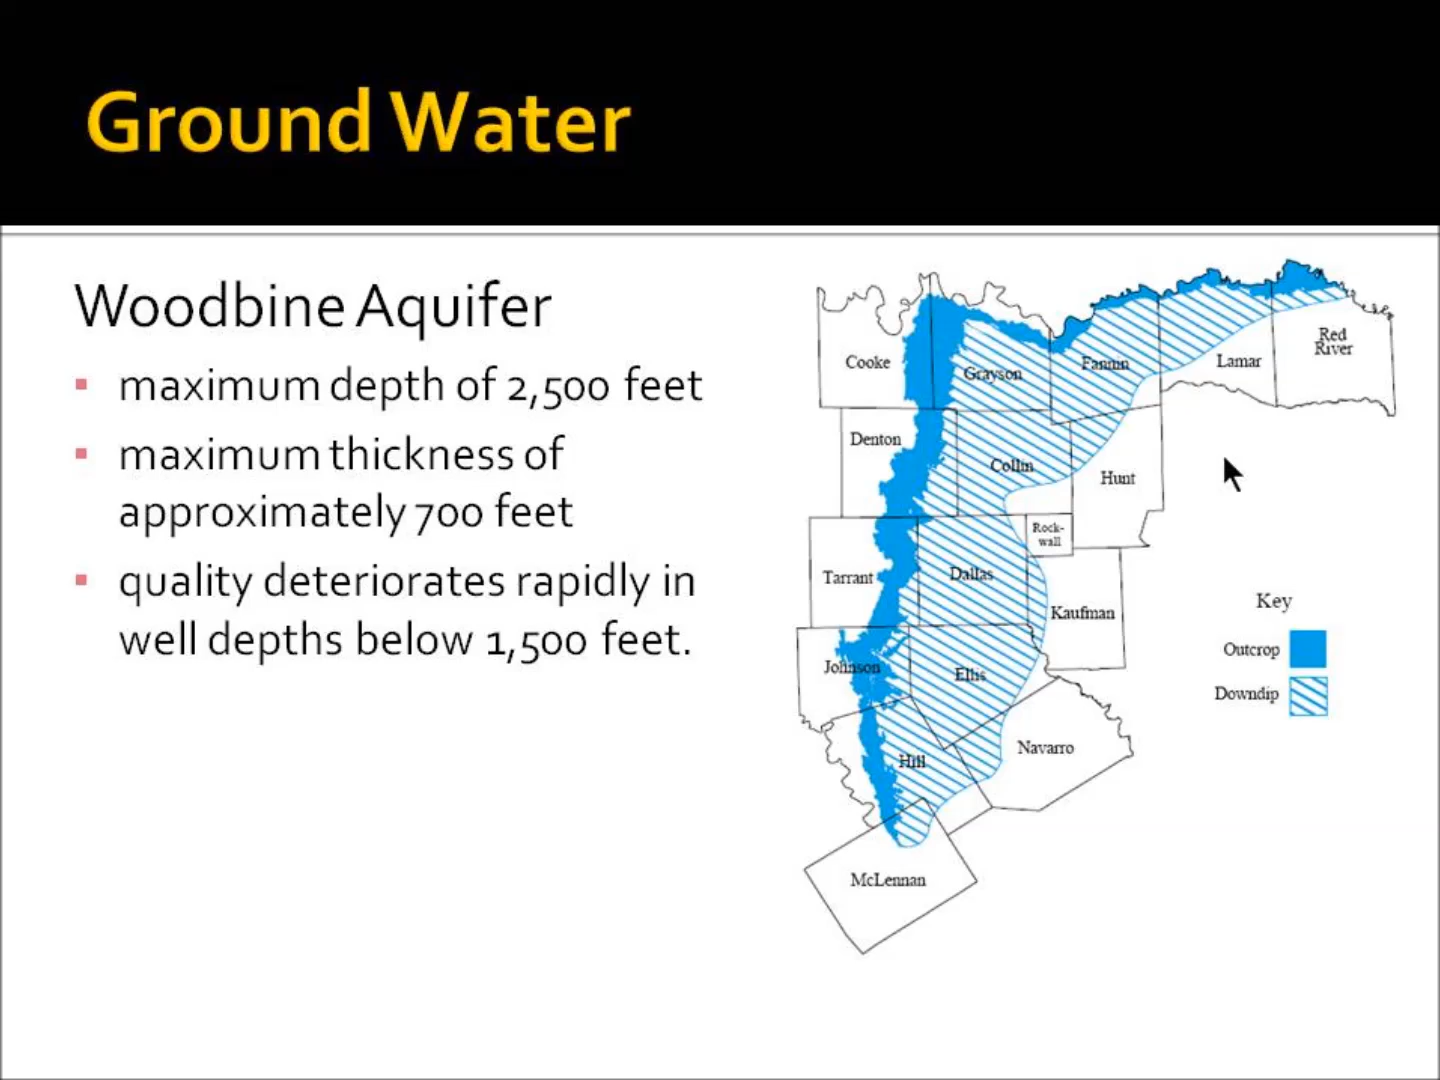 Ground Water
Woodbine Aquifer
▪ maximum depth of 2,500 feet
▪ maximum thickness of
approximately 700 feet
▪ quality deteriorates rapidly in
well depths below 1,500 feet.
Cooke
Grayson
Fannin
Lamar
Red
River
Denton
Collin
Hunt
Rock-
wall
Tarrant
Dallas
Kaufman
Johnson
Ellis
Navarro
Hill
McLennan
Key
Outcrop
Downdip